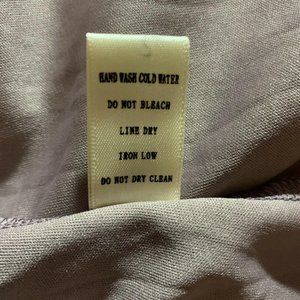 HAND WASH COLD WATER
DO NOT BLEACH
LINE DRY
IRON LOW
DO NOT DRY CLEAN